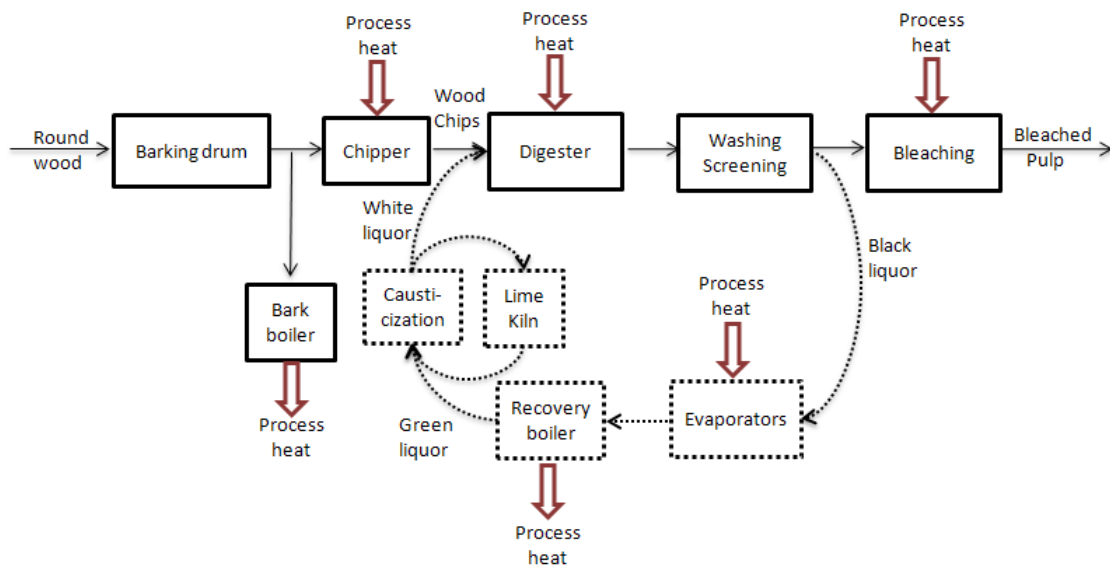 Process
heat
Process
heat
Process
heat
Round
wood
Barking drum
Chipper
Wood
Chips
Digester
Washing
Screening
Bleaching
Bleached
Pulp
White
liquor
Black
liquor
Causti-
cization
Lime
Kiln
Bark
boiler
Process
heat
Process
heat
Green
liquor
Recovery
boiler
Evaporators
Process
heat